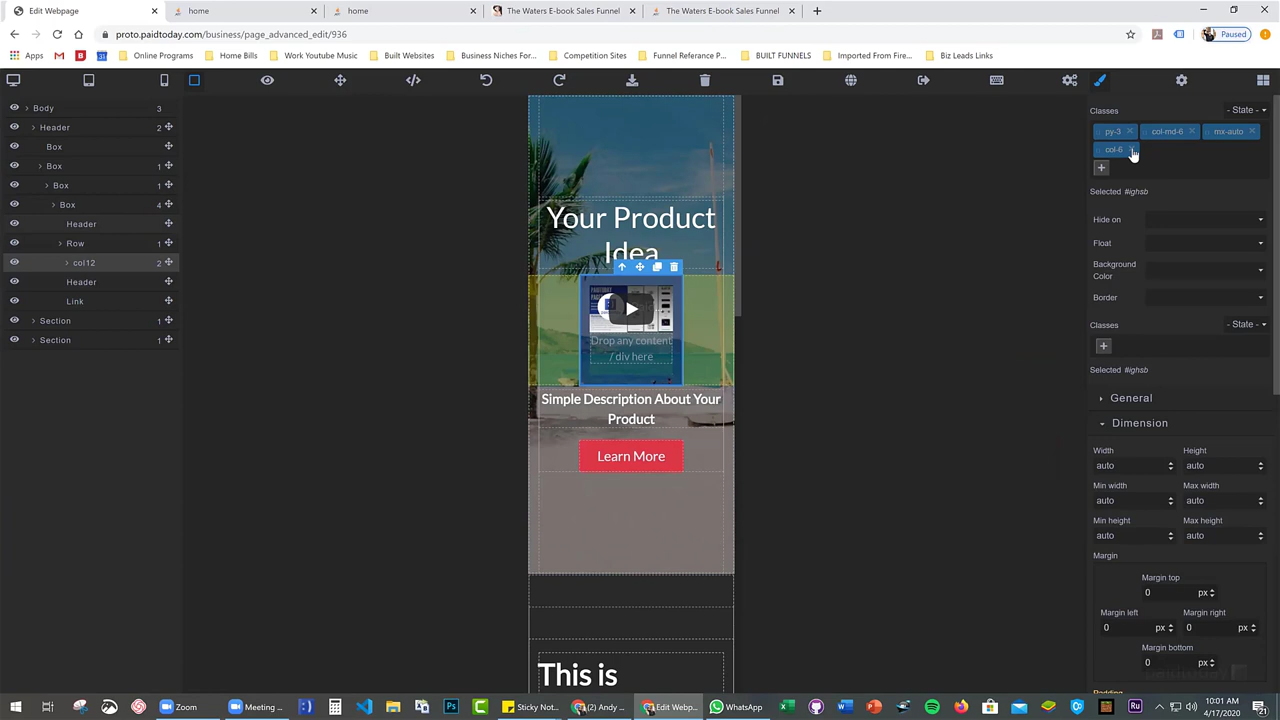 Edit Webpage
home
home
The Waters E-book Sales Funnel
The Waters E-book Sales Funnel
proto.paidtoday.com/business/page_advanced_edit/936
Paused
Apps
Online Programs
Home Bills
Work Youtube Music
Built Websites
Business Niches For...
Competition Sites
Funnel Referance P...
BUILT FUNNELS
Imported From Fire...
Biz Leads Links
Body 3
Header 2
Box
Box 1
Box 1
Box 4
Header
Row 1
col12 2
Header
Link
Section 1
Section 1
Your Product
Idea
Drop any content
/ div here
Simple Description About Your
Product
Learn More
This is
Classes
- State -
py-3
col-md-6
mx-auto
col-6
Selected #ighsb
Hide on
Float
Background
Color
Border
Classes
- State -
Selected #ighsb
General
Dimension
Width
Height
auto
auto
Min width
Max width
auto
auto
Min height
Max height
auto
auto
Margin
Margin top
0 px
Margin left
Margin right
0 px
0 px
Margin bottom
0 px
paidtoday
Padding
Zoom
Meeting ...
Sticky Not...
(2) Andy ...
Edit Webp...
WhatsApp
10:01 AM
4/17/2020